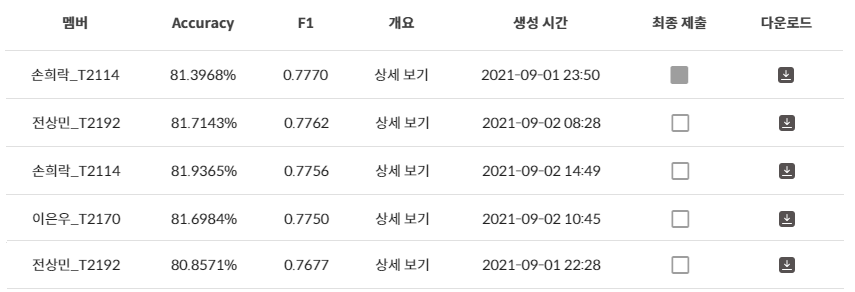 멤버 Accuracy F1 개요 생성 시간 최종 제출 다운로드
손희락_T2114 81.3968% 0.7770 상세 보기 2021-09-01 23:50
전상민_T2192 81.7143% 0.7762 상세 보기 2021-09-02 08:28
손희락_T2114 81.9365% 0.7756 상세 보기 2021-09-02 14:49
이은우_T2170 81.6984% 0.7750 상세 보기 2021-09-02 10:45
전상민_T2192 80.8571% 0.7677 상세 보기 2021-09-01 22:28